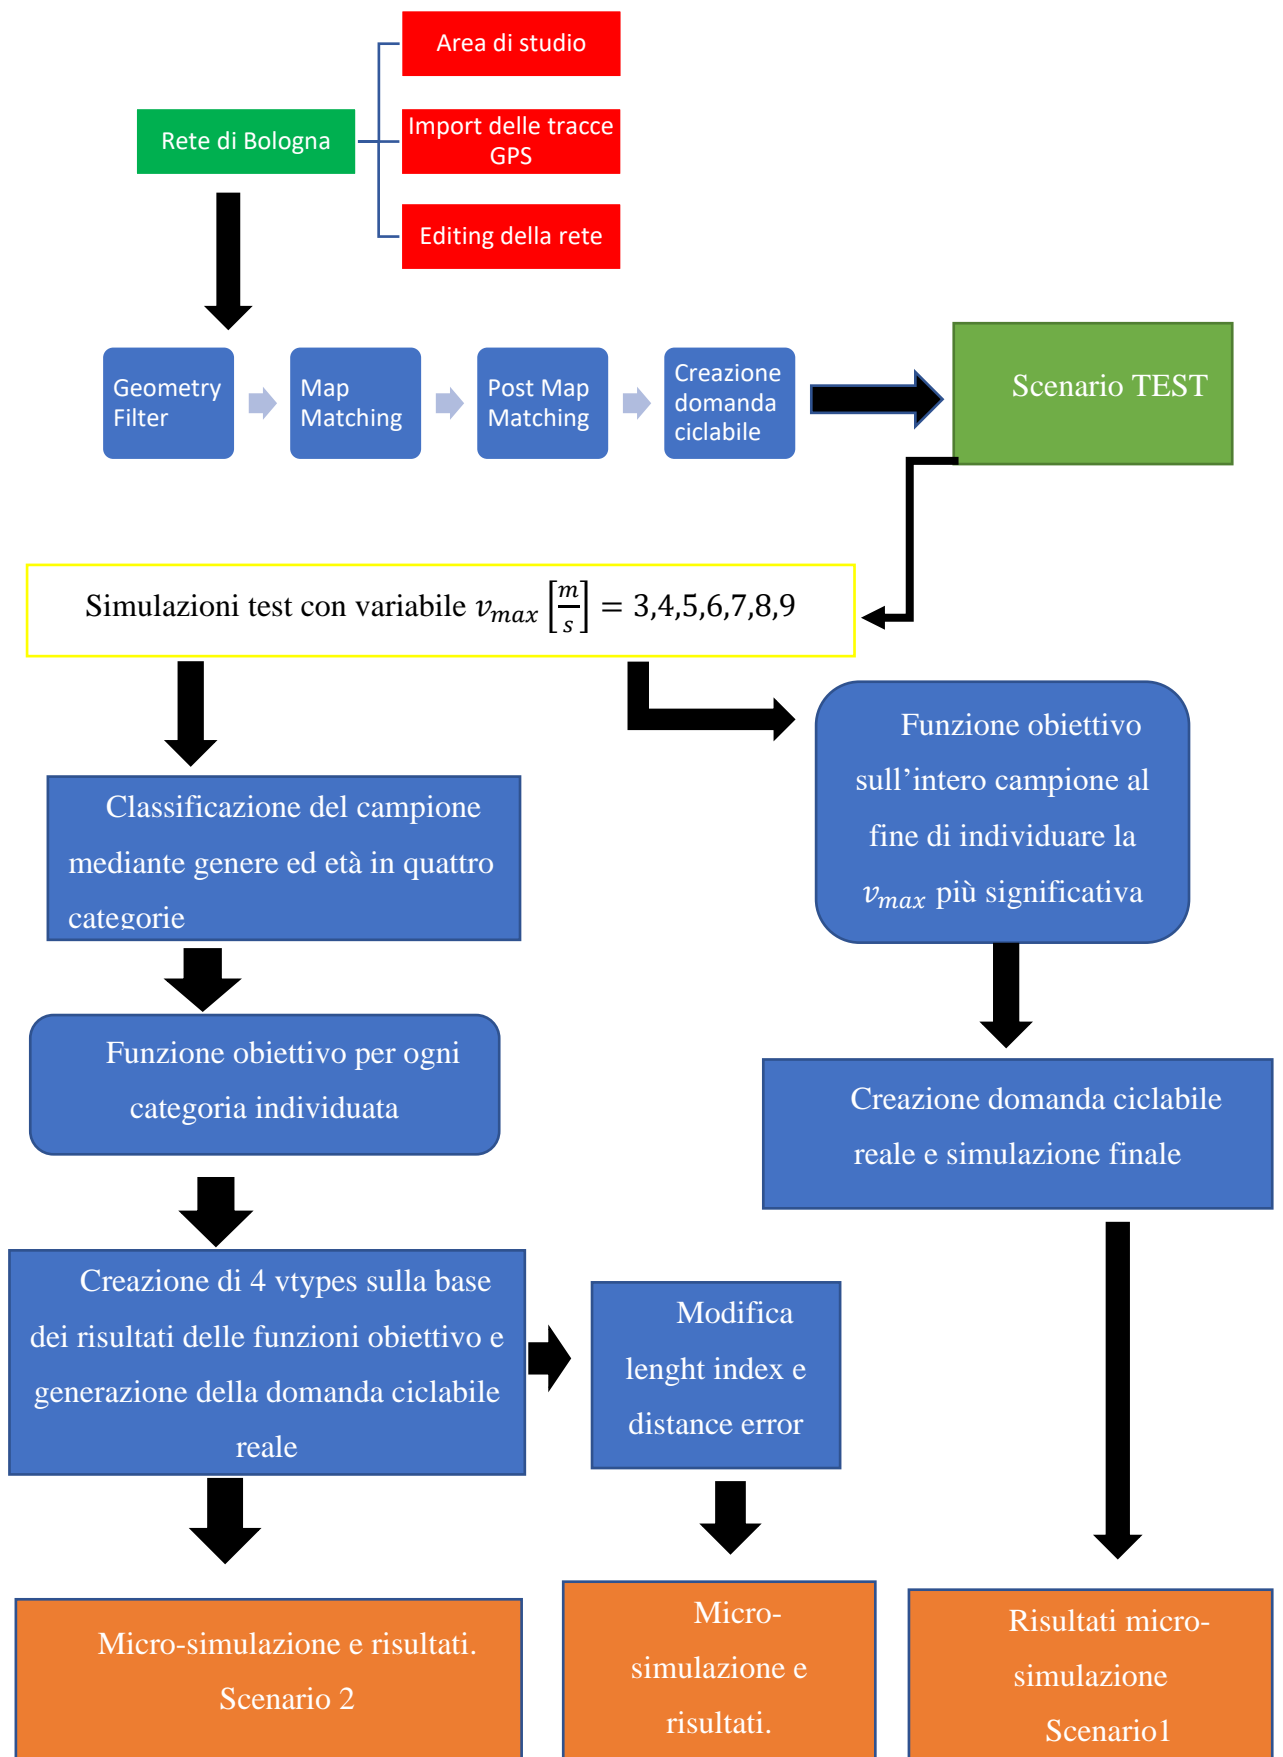 Area di studio
Rete di Bologna
Import delle tracce
GPS
Editing della rete
Geometry
Filter
Map
Matching
Post Map
Matching
Creazione
domanda
ciclabile
Scenario TEST
Simulazioni test con variabile v_max [m/s] = 3,4,5,6,7,8,9
Funzione obiettivo
sull’intero campione al
fine di individuare la
v_max più significativa
Classificazione del campione
mediante genere ed età in quattro
categorie
Funzione obiettivo per ogni
categoria individuata
Creazione domanda ciclabile
reale e simulazione finale
Creazione di 4 vtypes sulla base
dei risultati delle funzioni obiettivo e
generazione della domanda ciclabile
reale
Modifica
lenght index e
distance error
Micro-simulazione e risultati.
Scenario 2
Micro-
simulazione e
risultati.
Risultati micro-
simulazione
Scenario1